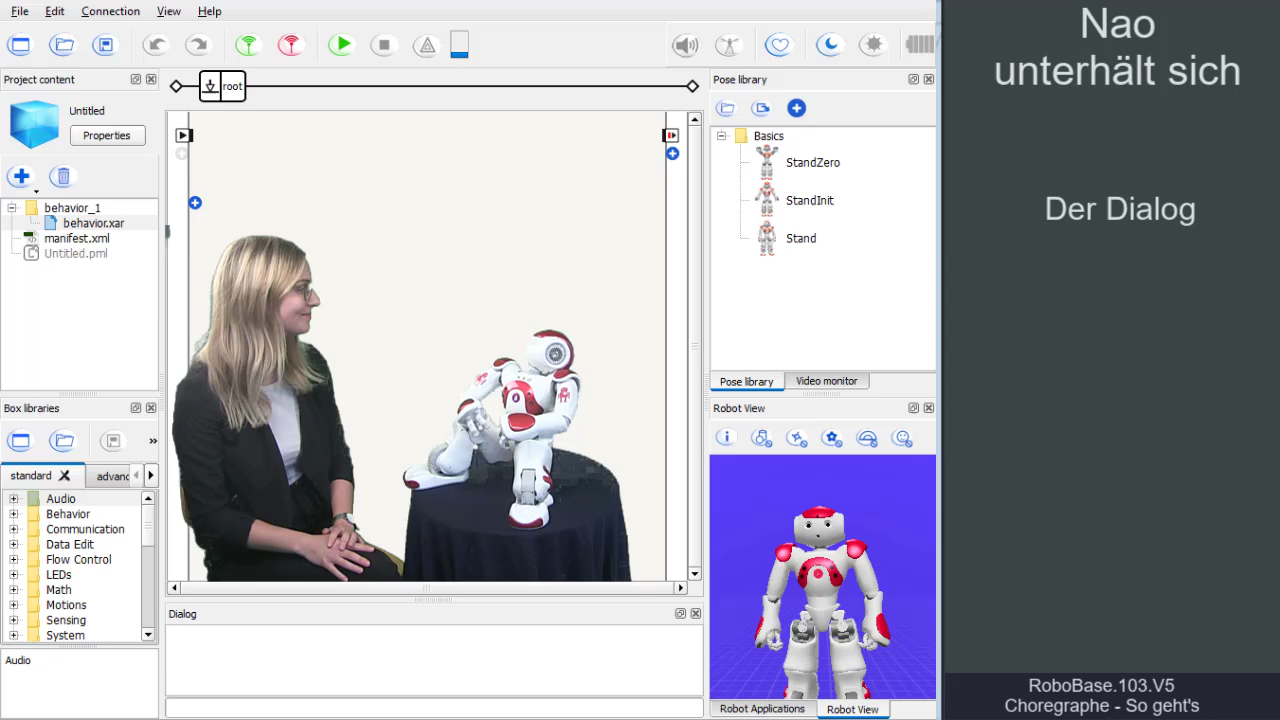 File Edit Connection View Help
Project content
Untitled
Properties
behavior_1
behavior.xar
manifest.xml
Untitled.pml
Box libraries
»
standard
advanc
Audio
Behavior
Communication
Data Edit
Flow Control
LEDs
Math
Motions
Sensing
System
Audio
root
Dialog
Pose library
Basics
StandZero
StandInit
Stand
Pose library Video monitor
Robot View
Robot Applications Robot View
Nao
unterhält sich
Der Dialog
RoboBase.103.V5
Choregraphe - So geht's